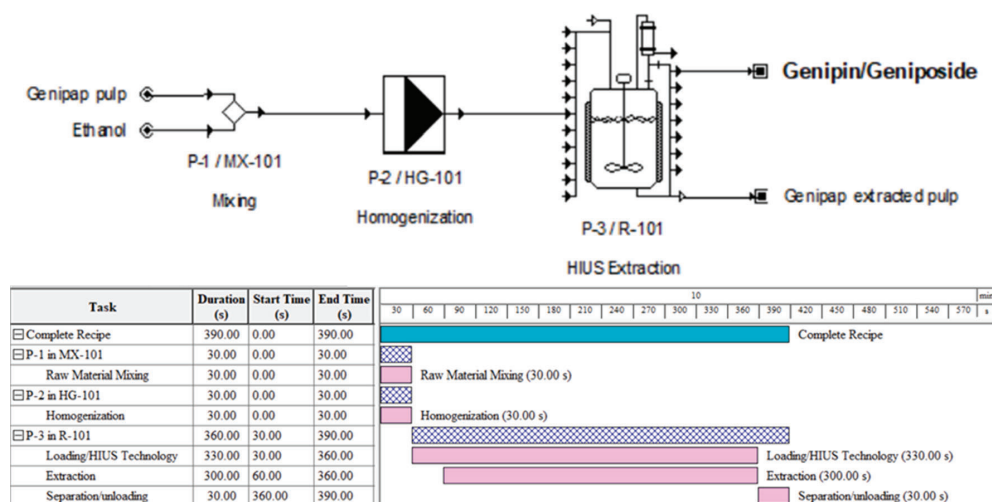 Genipap pulp
Ethanol
P-1 / MX-101
Mixing
P-2 / HG-101
Homogenization
P-3 / R-101
HIUS Extraction
Genipin/Geniposide
Genipap extracted pulp
Task Duration (s) Start Time (s) End Time (s)
10 min
30 60 90 120 150 180 210 240 270 300 330 360 390 420 450 480 510 540 570 s
Complete Recipe 390.00 0.00 390.00 Complete Recipe
P-1 in MX-101 30.00 0.00 30.00
Raw Material Mixing 30.00 0.00 30.00 Raw Material Mixing (30.00 s)
P-2 in HG-101 30.00 0.00 30.00
Homogenization 30.00 0.00 30.00 Homogenization (30.00 s)
P-3 in R-101 360.00 30.00 390.00
Loading/HIUS Technology 330.00 30.00 360.00 Loading/HIUS Technology (330.00 s)
Extraction 300.00 60.00 360.00 Extraction (300.00 s)
Separation/unloading 30.00 360.00 390.00 Separation/unloading (30.00 s)